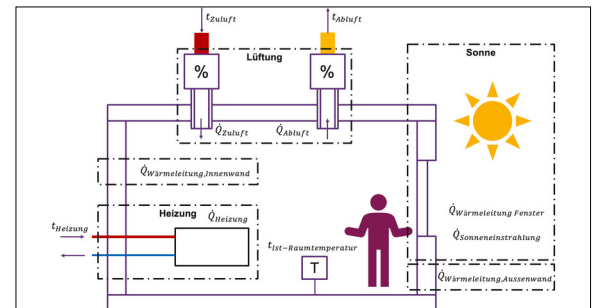 t_Zuluft
t_Abluft
Lüftung
Sonne
%
%
Q̇_Zuluft
Q̇_Abluft
Q̇_Wärmeleitung,Innenwand
Heizung
Q̇_Heizung
t_Heizung
Q̇_Wärmeleitung Fenster
Q̇_Sonneneinstrahlung
t_Ist−Raumtemperatur
T
Q̇_Wärmeleitung,Aussenwand